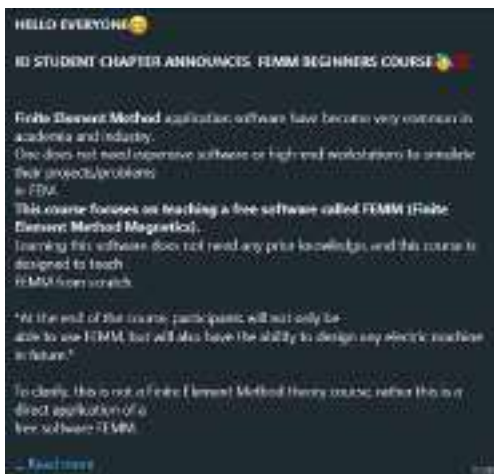 HELLO EVERYONE😊
STUDENT CHAPTER ANNOUNCES FEMM BEGINNERS COURSE
Finite Element Method application software have become very common in
academia and industry.
One does not need expensive software or high-end workstations to simulate
their projects/problems
in FEM.
This course focuses on teaching a free software called FEMM (Finite
Element Method Magnetics).
Learning this software does not need any prior knowledge, and this course is
designed to teach
FEMM from scratch.
"At the end of the course, participants will not only be
able to use FEMM, but will also have the ability to design any electric machine
in future."
To clarify, this is not a Finite Element Method theory course, rather this is a
direct application of a
free software FEMM.
... Read more